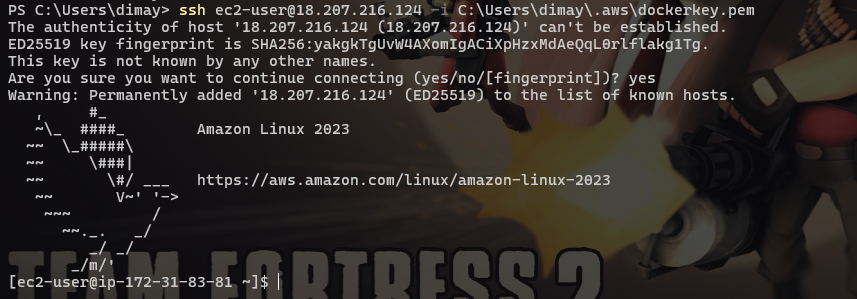 PS C:\Users\dimay> ssh ec2-user@18.207.216.124 -i C:\Users\dimay\.aws\dockerkey.pem
The authenticity of host '18.207.216.124 (18.207.216.124)' can't be established.
ED25519 key fingerprint is SHA256:yakgkTgUvW4AXomIgACiXpHzxMdAeQqL0rlflakg1Tg.
This key is not known by any other names.
Are you sure you want to continue connecting (yes/no/[fingerprint])? yes
Warning: Permanently added '18.207.216.124' (ED25519) to the list of known hosts.
   ,     #_
   ~\_  ####_        Amazon Linux 2023
  ~~  \_#####\
  ~~     \###|
  ~~       \#/ ___   https://aws.amazon.com/linux/amazon-linux-2023
   ~~       V~' '->
    ~~~         /
      ~~._.   _/
         _/ _/
       _/m/'
[ec2-user@ip-172-31-83-81 ~]$
TEAM FORTRESS 2